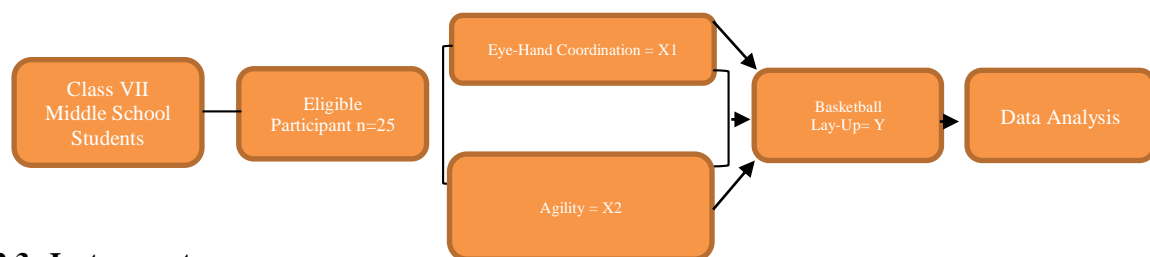 Class VII
Middle School
Students
Eligible
Participant n=25
Eye-Hand Coordination = X1
Agility = X2
Basketball
Lay-Up= Y
Data Analysis